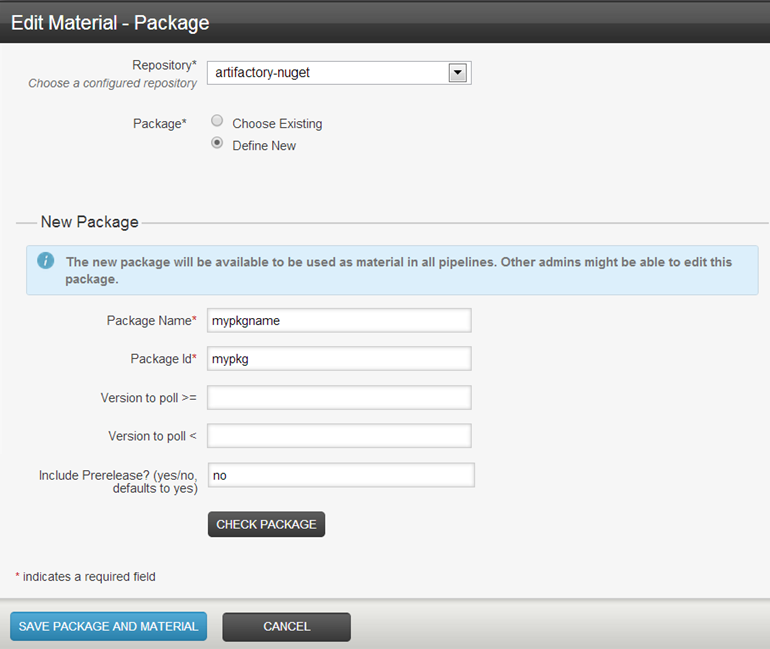 Edit Material - Package
Repository*
Choose a configured repository
artifactory-nuget
Package*
Choose Existing
Define New
New Package
The new package will be available to be used as material in all pipelines. Other admins might be able to edit this
package.
Package Name*
mypkgname
Package Id*
mypkg
Version to poll >=
Version to poll <
Include Prerelease? (yes/no,
defaults to yes)
no
CHECK PACKAGE
* indicates a required field
SAVE PACKAGE AND MATERIAL
CANCEL